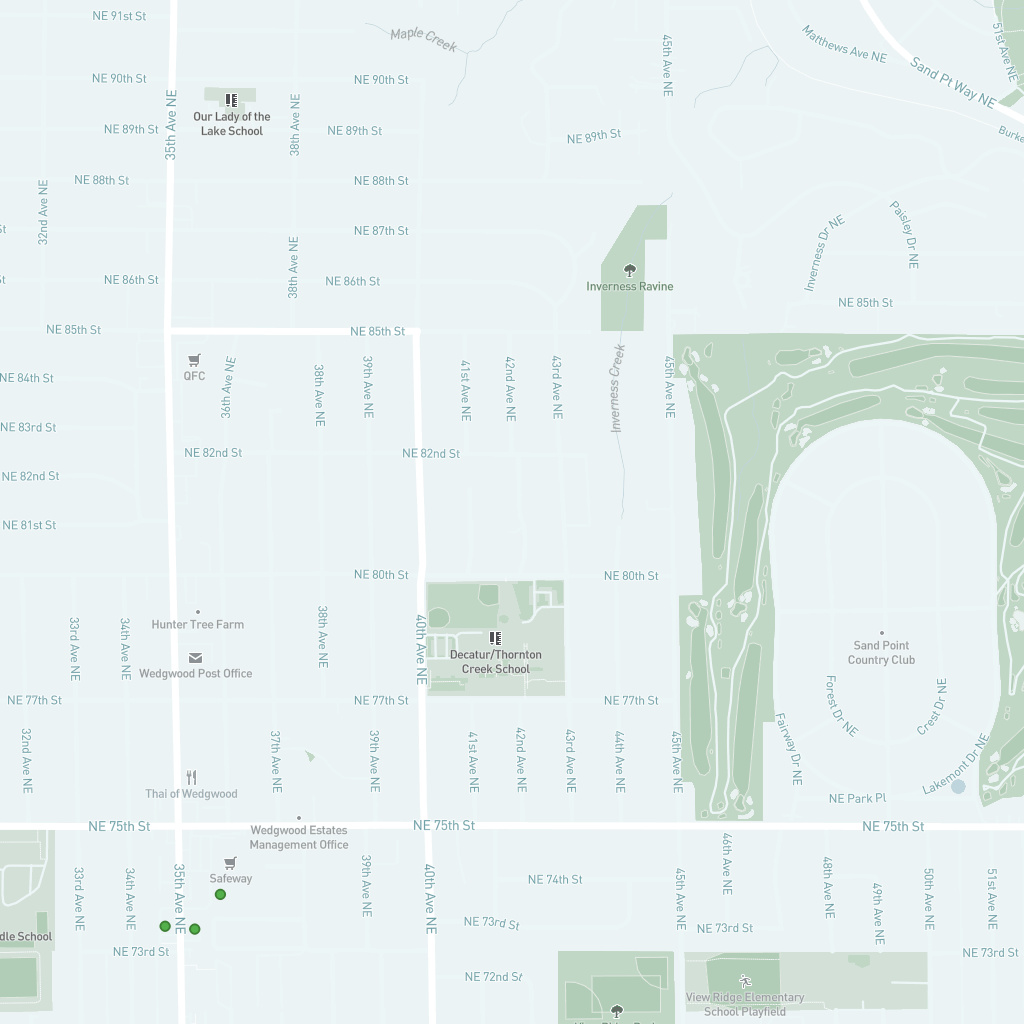 NE 91st St
Maple Creek
45th Ave NE
Matthews Ave NE
51st Ave NE
NE 90th St
NE 90th St
Sand Pt Way NE
35th Ave NE
Our Lady of the
Lake School
38th Ave NE
NE 89th St
NE 89th St
NE 89th St
NE 88th St
NE 88th St
32nd Ave NE
NE 87th St
Inverness Dr NE
Paisley Dr NE
38th Ave NE
NE 86th St
NE 86th St
Inverness Ravine
NE 85th St
NE 85th St
NE 85th St
QFC
NE 84th St
36th Ave NE
38th Ave NE
39th Ave NE
41st Ave NE
42nd Ave NE
43rd Ave NE
Inverness Creek
45th Ave NE
NE 83rd St
NE 82nd St
NE 82nd St
NE 82nd St
NE 81st St
NE 80th St
NE 80th St
33rd Ave NE
34th Ave NE
Hunter Tree Farm
38th Ave NE
40th Ave NE
Decatur/Thornton
Creek School
Sand Point
Country Club
Wedgwood Post Office
NE 77th St
NE 77th St
NE 77th St
Forest Dr NE
Crest Dr NE
32nd Ave NE
37th Ave NE
39th Ave NE
41st Ave NE
42nd Ave NE
43rd Ave NE
44th Ave NE
45th Ave NE
Fairway Dr NE
Lakemont Dr NE
Thai of Wedgwood
NE Park Pl
NE 75th St
Wedgwood Estates
Management Office
NE 75th St
NE 75th St
33rd Ave NE
34th Ave NE
35th Ave NE
Safeway
39th Ave NE
40th Ave NE
NE 74th St
45th Ave NE
46th Ave NE
48th Ave NE
49th Ave NE
50th Ave NE
51st Ave NE
dle School
NE 73rd St
NE 73rd St
NE 73rd St
NE 73rd St
NE 72nd St
View Ridge Elementary
School Playfield